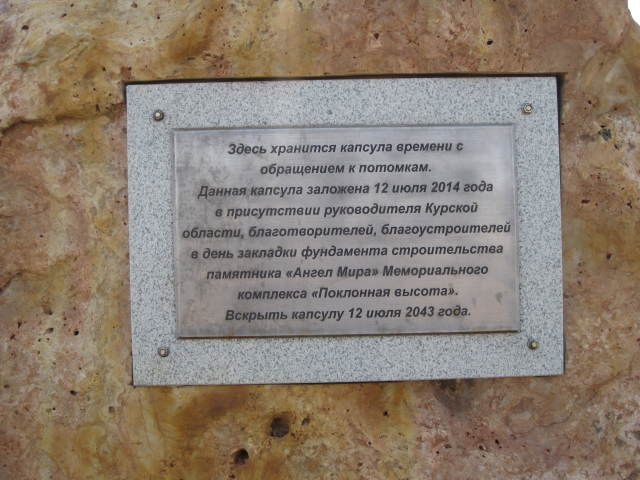 Здесь хранится капсула времени с
обращением к потомкам.
Данная капсула заложена 12 июля 2014 года
в присутствии руководителя Курской
области, благотворителей, благоустроителей
в день закладки фундамента строительства
памятника «Ангел Мира» Мемориального
комплекса «Поклонная высота».
Вскрыть капсулу 12 июля 2043 года.